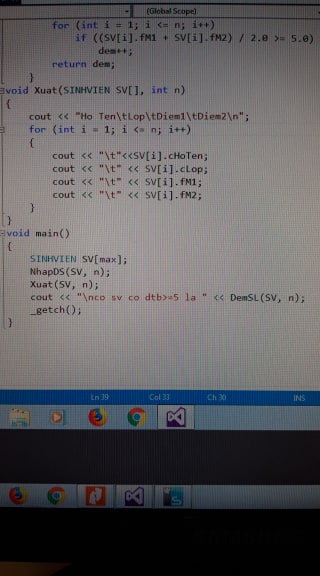 (Global Scope)
for (int i = 1; i <= n; i++)
if ((SV[i].fM1 + SV[i].fM2) / 2.0 >= 5.0)
dem++;
return dem;
}
void Xuat(SINHVIEN SV[], int n)
{
cout << "Ho Ten\tLop\tDiem1\tDiem2\n";
for (int i = 1; i <= n; i++)
{
cout << "\t"<<SV[i].cHoTen;
cout << "\t" << SV[i].cLop;
cout << "\t" << SV[i].fM1;
cout << "\t" << SV[i].fM2;
}
}
void main()
{
SINHVIEN SV[max];
NhapDS(SV, n);
Xuat(SV, n);
cout << "\nco sv co dtb>=5 la " << DemSL(SV, n);
_getch();
}
Ln 39 Col 33 Ch 30 INS
SAMSUNG